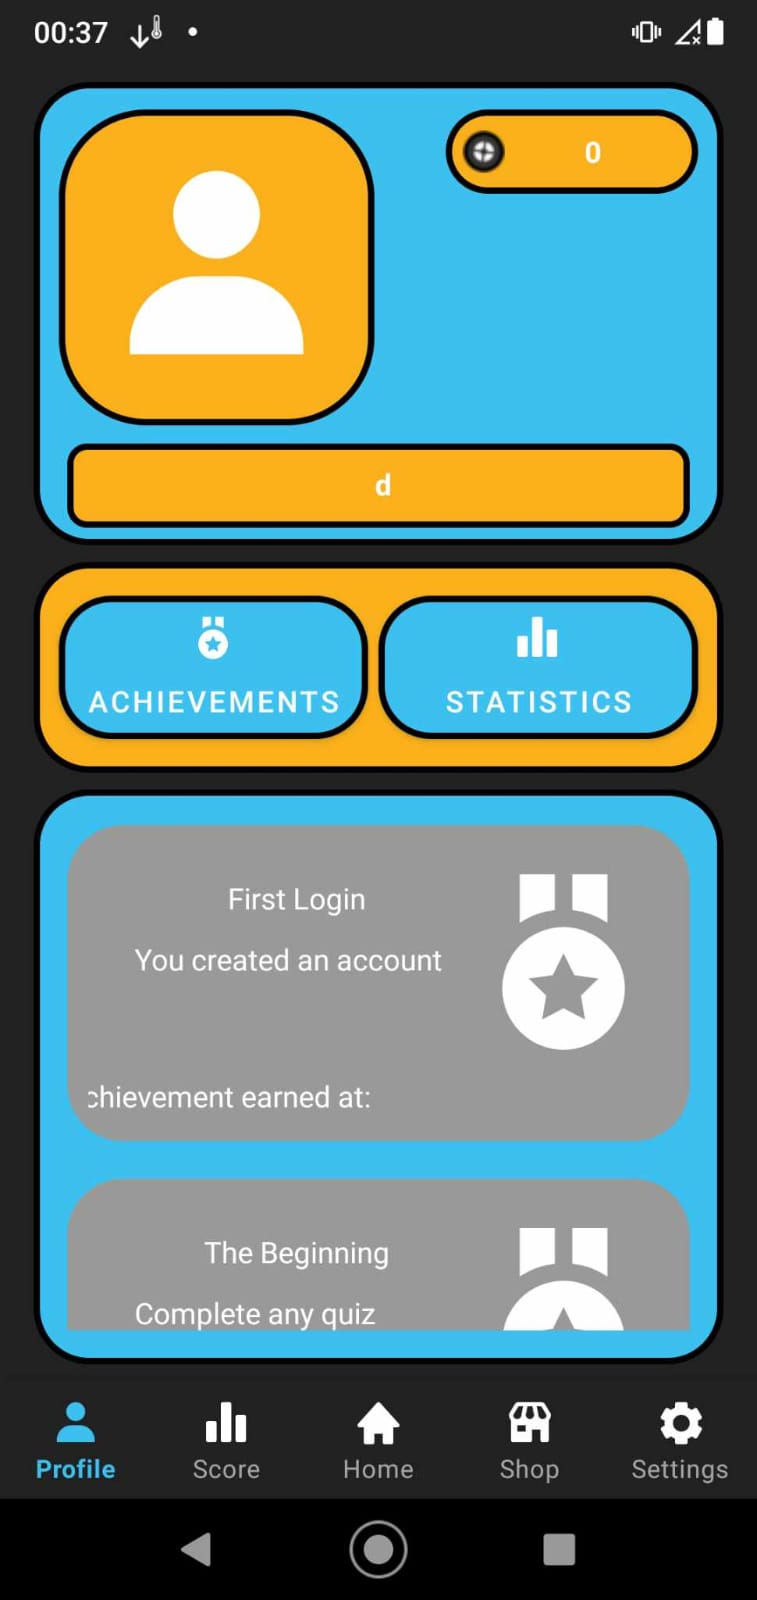 00:37
0
d
ACHIEVEMENTS
STATISTICS
First Login
You created an account
chievement earned at:
The Beginning
Complete any quiz
Profile
Score
Home
Shop
Settings